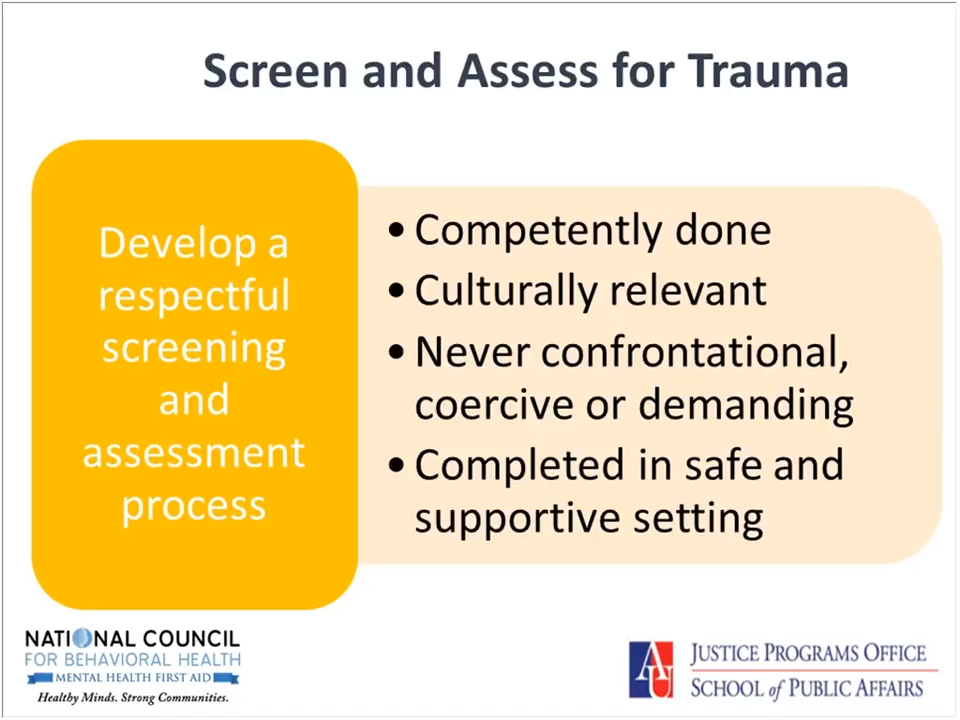 Screen and Assess for Trauma
Develop a
respectful
screening
and
assessment
process
• Competently done
• Culturally relevant
• Never confrontational,
coercive or demanding
• Completed in safe and
supportive setting
NATIONAL COUNCIL
FOR BEHAVIORAL HEALTH
MENTAL HEALTH FIRST AID
Healthy Minds. Strong Communities.
AU
JUSTICE PROGRAMS OFFICE
SCHOOL of PUBLIC AFFAIRS